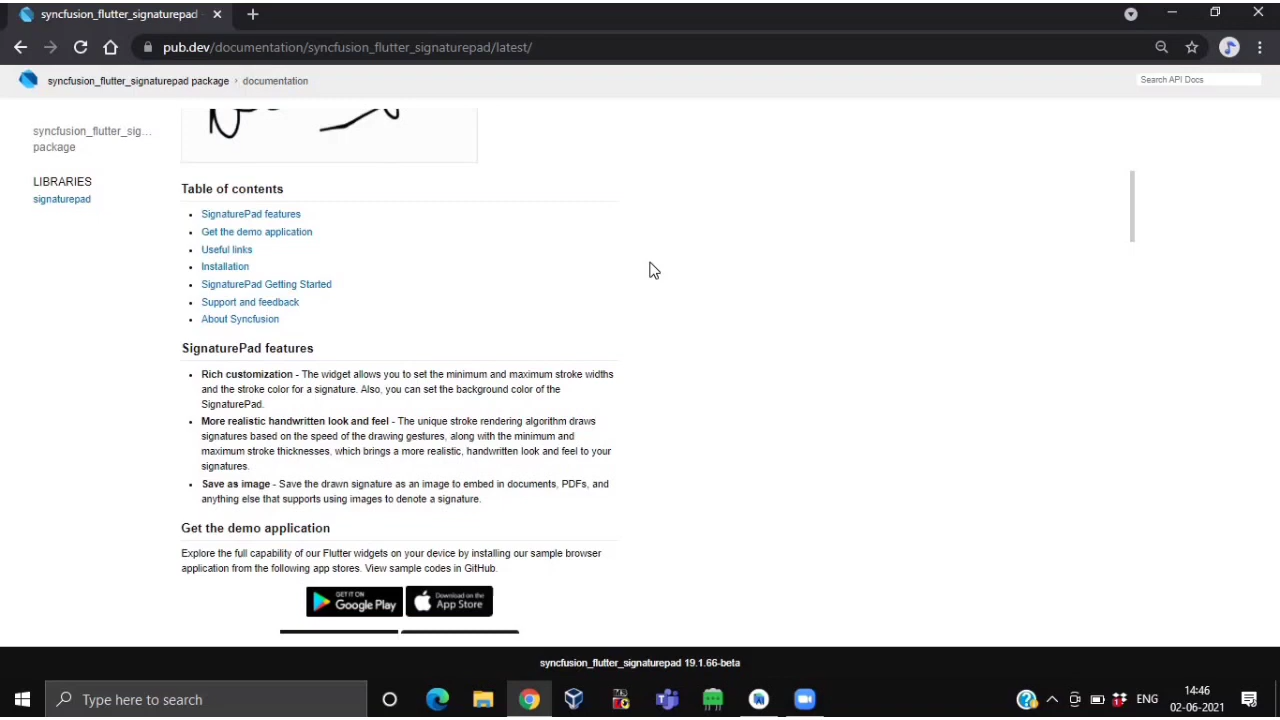 syncfusion_flutter_signaturepad
pub.dev/documentation/syncfusion_flutter_signaturepad/latest/
syncfusion_flutter_signaturepad package › documentation
Search API Docs
syncfusion_flutter_sig...
package
LIBRARIES
signaturepad
Table of contents
• SignaturePad features
• Get the demo application
• Useful links
• Installation
• SignaturePad Getting Started
• Support and feedback
• About Syncfusion
SignaturePad features
• Rich customization - The widget allows you to set the minimum and maximum stroke widths
and the stroke color for a signature. Also, you can set the background color of the
SignaturePad.
• More realistic handwritten look and feel - The unique stroke rendering algorithm draws
signatures based on the speed of the drawing gestures, along with the minimum and
maximum stroke thicknesses, which brings a more realistic, handwritten look and feel to your
signatures.
• Save as image - Save the drawn signature as an image to embed in documents, PDFs, and
anything else that supports using images to denote a signature.
Get the demo application
Explore the full capability of our Flutter widgets on your device by installing our sample browser
application from the following app stores. View sample codes in GitHub.
GET IT ON
Google Play
Download on the
App Store
syncfusion_flutter_signaturepad 19.1.66-beta
Type here to search
ENG
14:46
02-06-2021